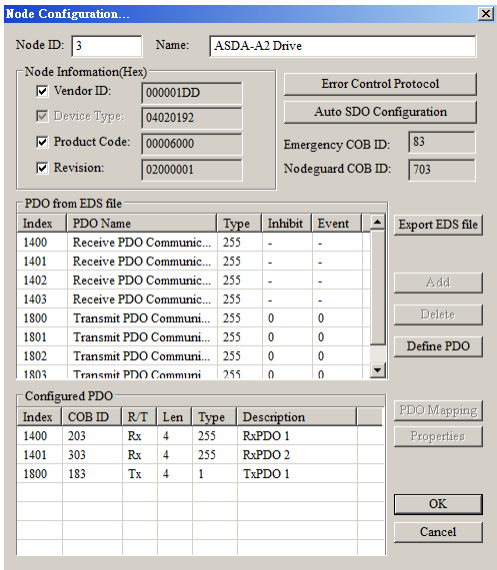 Node Configuration...
Node ID: 3 Name: ASDA-A2 Drive
Node Information(Hex)
Vendor ID: 000001DD
Device Type: 04020192
Product Code: 00006000
Revision: 02000001
Error Control Protocol
Auto SDO Configuration
Emergency COB ID: 83
Nodeguard COB ID: 703
PDO from EDS file
Index PDO Name Type Inhibit Event
1400 Receive PDO Communic... 255 - -
1401 Receive PDO Communic... 255 - -
1402 Receive PDO Communic... 255 - -
1403 Receive PDO Communic... 255 - -
1800 Transmit PDO Communi... 255 0 0
1801 Transmit PDO Communi... 255 0 0
1802 Transmit PDO Communi... 255 0 0
1803 Transmit PDO Communi... 255 0 0
Export EDS file
Add
Delete
Define PDO
Configured PDO
Index COB ID R/T Len Type Description
1400 203 Rx 4 255 RxPDO 1
1401 303 Rx 4 255 RxPDO 2
1800 183 Tx 4 1 TxPDO 1
PDO Mapping
Properties
OK
Cancel